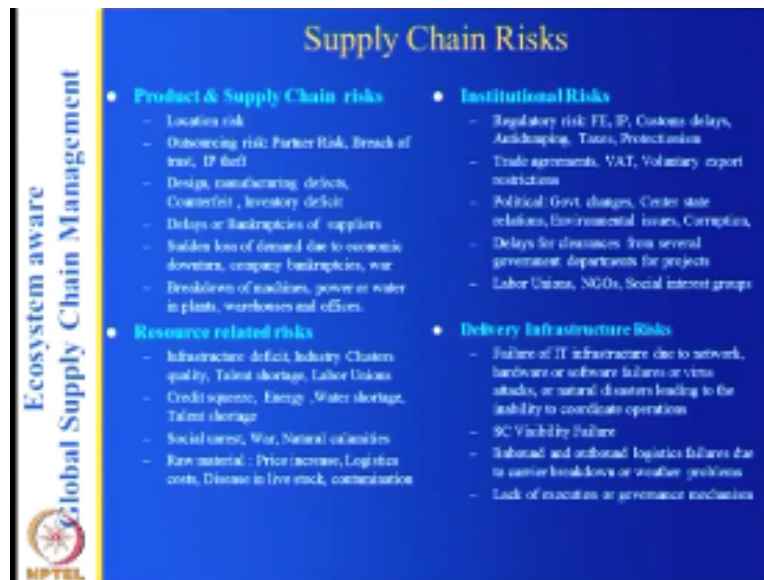 Supply Chain Risks
Ecosystem aware
Global Supply Chain Management
NPTEL
Product & Supply Chain risks
– Location risk
– Outsourcing risk: Partner Risk, Breach of
trust, IP theft
– Design, manufacturing defects,
Counterfeit , Inventory deficit
– Delays or Bankruptcies of suppliers
– Sudden loss of demand due to economic
downturn, company bankruptcies, war
– Breakdown of machines, power or water
in plants, warehouses and offices.
Resource related risks
– Infrastructure deficit, Industry Clusters
quality, Talent shortage, Labor Unions
– Credit squeeze, Energy ,Water shortage,
Talent shortage
– Social unrest, War, Natural calamities
– Raw material : Price increase, Logistics
costs, Disease in live stock, contamination
Institutional Risks
– Regulatory risk: FE, IP, Customs delays,
Antidumping, Taxes, Protectionism
– Trade agreements, VAT, Voluntary export
restrictions
– Political: Govt. changes, Center state
relations, Environmental issues, Corruption,
– Delays for clearances from several
government departments for projects
– Labor Unions, NGOs, Social interest groups
Delivery Infrastructure Risks
– Failure of IT infrastructure due to network,
hardware or software failures or virus
attacks, or natural disasters leading to the
inability to coordinate operations
– SC Visibility Failure
– Inbound and outbound logistics failures due
to carrier breakdown or weather problems
– Lack of execution or governance mechanism